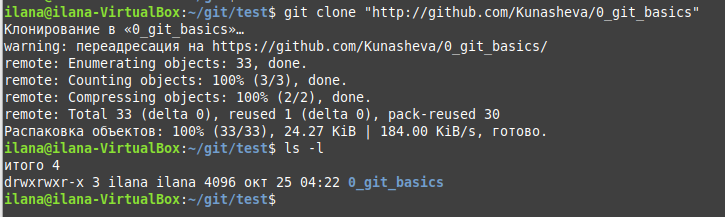 ilana@ilana-VirtualBox:~/git/test$ git clone "http://github.com/Kunasheva/0_git_basics"
Клонирование в «0_git_basics»…
warning: переадресация на https://github.com/Kunasheva/0_git_basics/
remote: Enumerating objects: 33, done.
remote: Counting objects: 100% (3/3), done.
remote: Compressing objects: 100% (2/2), done.
remote: Total 33 (delta 0), reused 1 (delta 0), pack-reused 30
Распаковка объектов: 100% (33/33), 24.27 KiB | 184.00 KiB/s, готово.
ilana@ilana-VirtualBox:~/git/test$ ls -l
итого 4
drwxrwxr-x 3 ilana ilana 4096 окт 25 04:22 0_git_basics
ilana@ilana-VirtualBox:~/git/test$